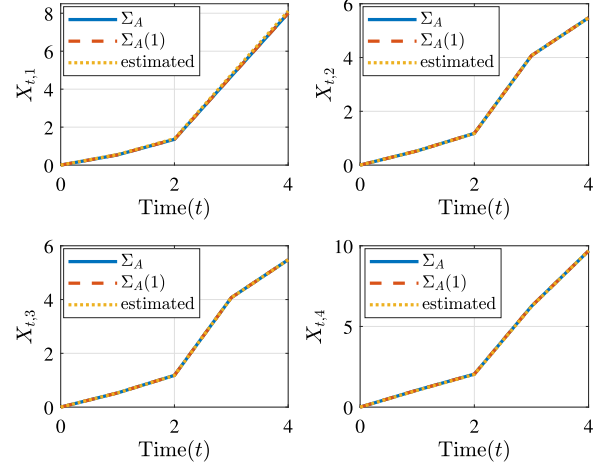 8
6
4
2
0
X_{t,1}
Σ_A
Σ_A(1)
estimated
0 2 4
Time(t)
6
4
2
0
X_{t,2}
Σ_A
Σ_A(1)
estimated
0 2 4
Time(t)
6
4
2
0
X_{t,3}
Σ_A
Σ_A(1)
estimated
0 2 4
Time(t)
10
5
0
X_{t,4}
Σ_A
Σ_A(1)
estimated
0 2 4
Time(t)